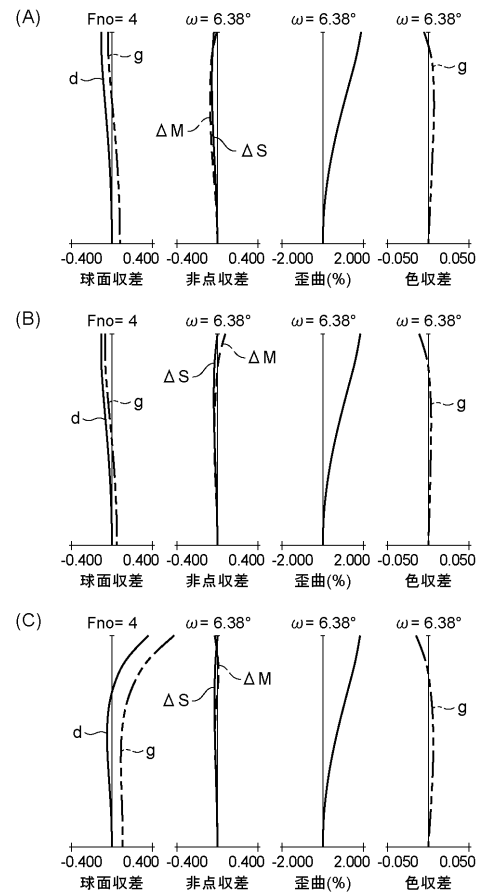 (A)
Fno= 4 ω= 6.38° ω= 6.38° ω= 6.38°
g
d
g
ΔM
ΔS
-0.400 0.400 -0.400 0.400 -2.000 2.000 -0.050 0.050
球面収差 非点収差 歪曲(%) 色収差
(B)
Fno= 4 ω= 6.38° ω= 6.38° ω= 6.38°
ΔM
ΔS
g
g
d
-0.400 0.400 -0.400 0.400 -2.000 2.000 -0.050 0.050
球面収差 非点収差 歪曲(%) 色収差
(C)
Fno= 4 ω= 6.38° ω= 6.38° ω= 6.38°
ΔM
ΔS
g
d
g
-0.400 0.400 -0.400 0.400 -2.000 2.000 -0.050 0.050
球面収差 非点収差 歪曲(%) 色収差